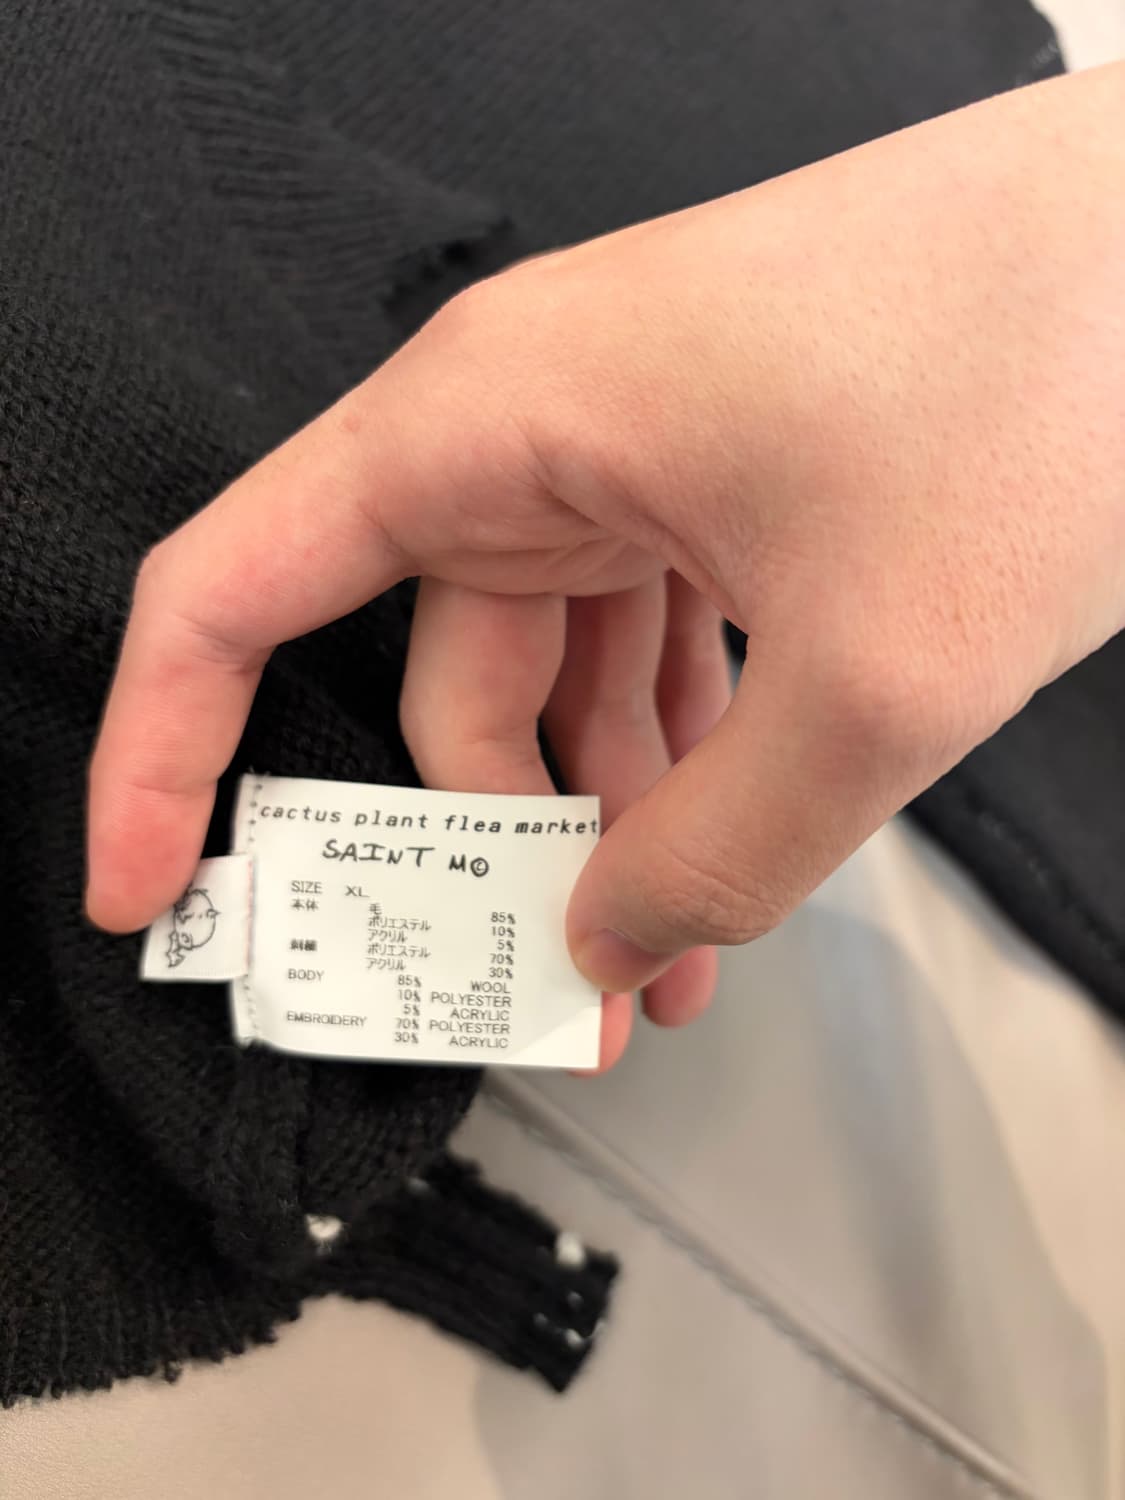 cactus plant flea market
SAINT M©
SIZE XL
本体 毛 85%
ポリエステル 10%
アクリル 5%
刺繍 ポリエステル 70%
アクリル 30%
BODY 85% WOOL
10% POLYESTER
5% ACRYLIC
EMBROIDERY 70% POLYESTER
30% ACRYLIC